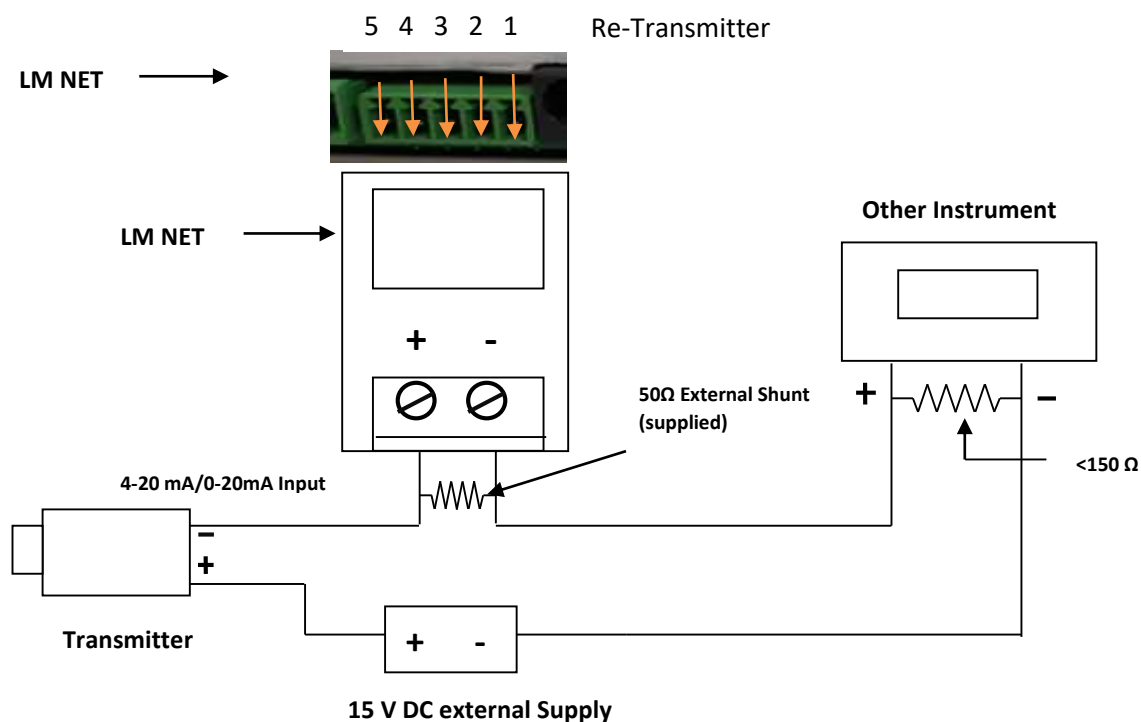 5 4 3 2 1 Re-Transmitter
LM NET
LM NET
Other Instrument
+ -
50Ω External Shunt
(supplied)
+ −
<150 Ω
4-20 mA/0-20mA Input
−
+
Transmitter
+ -
15 V DC external Supply